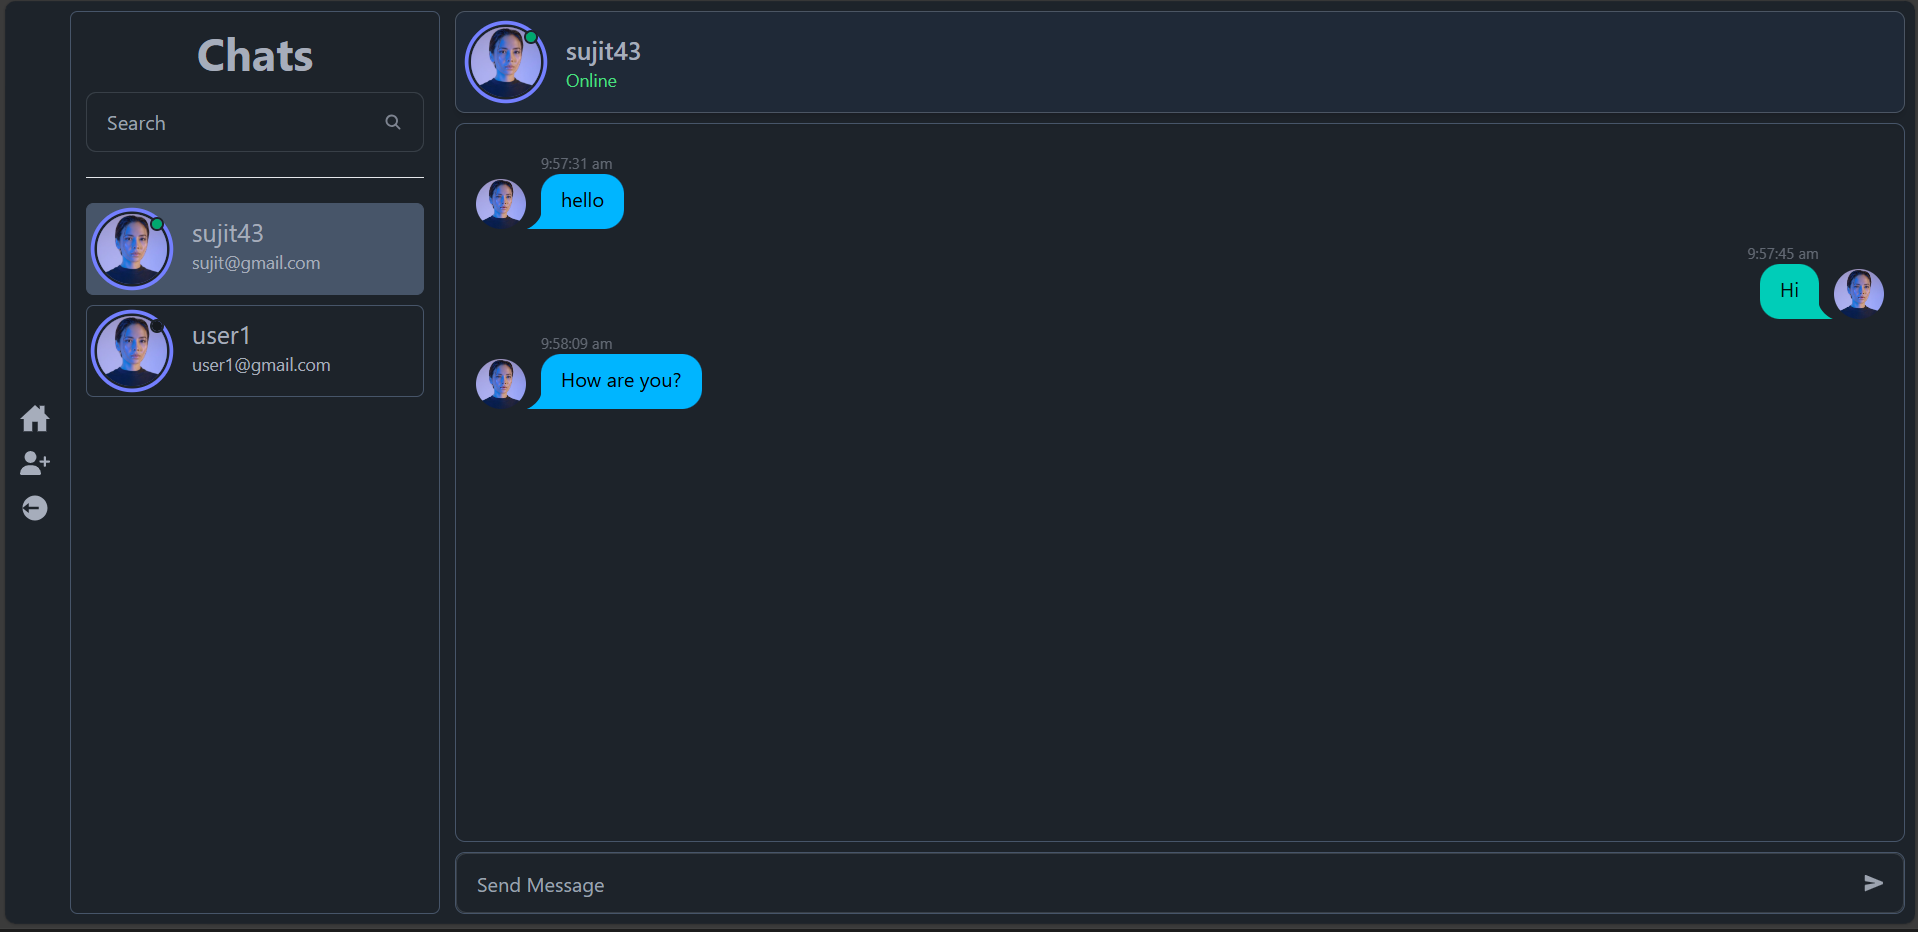 Chats
Search
sujit43
sujit@gmail.com
user1
user1@gmail.com
sujit43
Online
9:57:31 am
hello
9:57:45 am
Hi
9:58:09 am
How are you?
Send Message